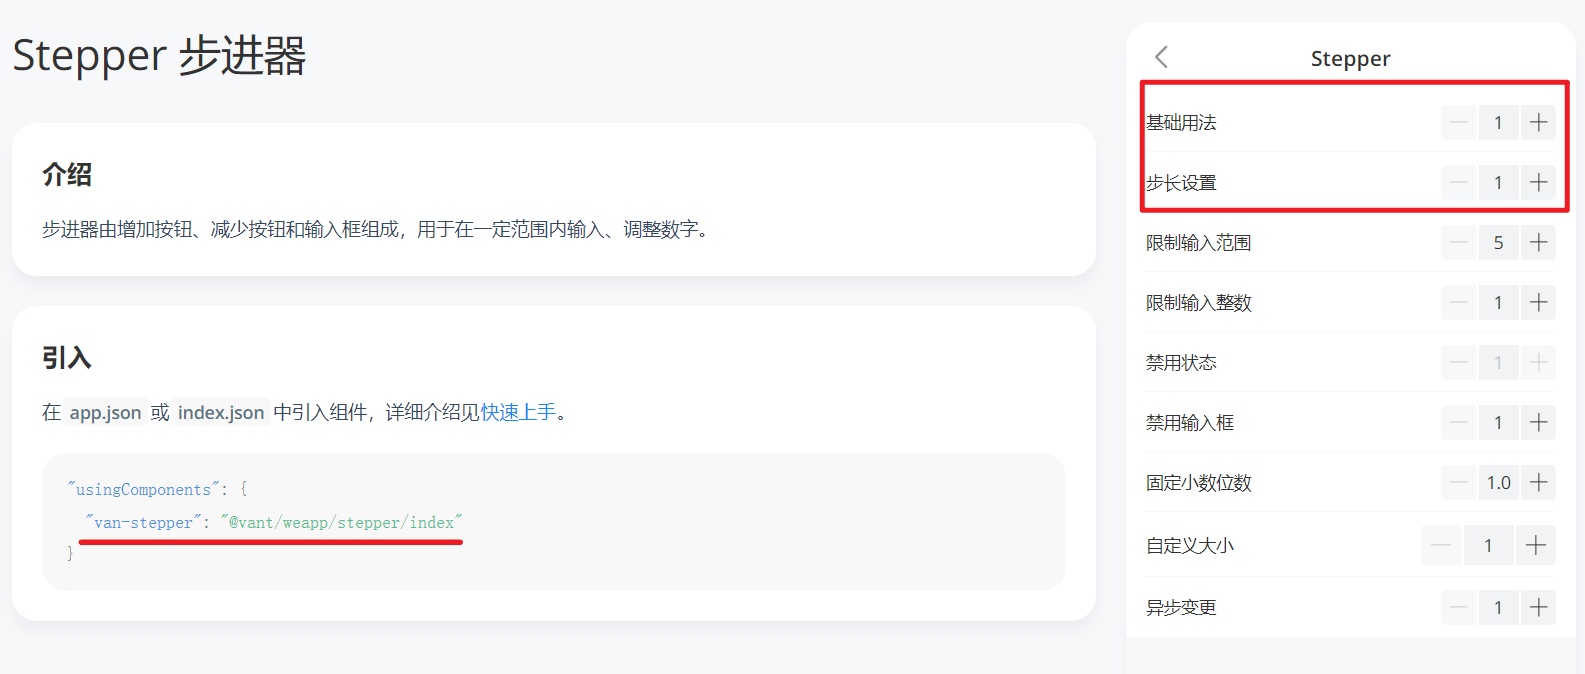 Stepper 步进器
介绍
步进器由增加按钮、减少按钮和输入框组成，用于在一定范围内输入、调整数字。
引入
在 app.json 或 index.json 中引入组件，详细介绍见快速上手。
"usingComponents": {
"van-stepper": "@vant/weapp/stepper/index"
}
Stepper
基础用法 — 1 +
步长设置 — 1 +
限制输入范围 — 5 +
限制输入整数 — 1 +
禁用状态 — 1 +
禁用输入框 — 1 +
固定小数位数 — 1.0 +
自定义大小 — 1 +
异步变更 — 1 +